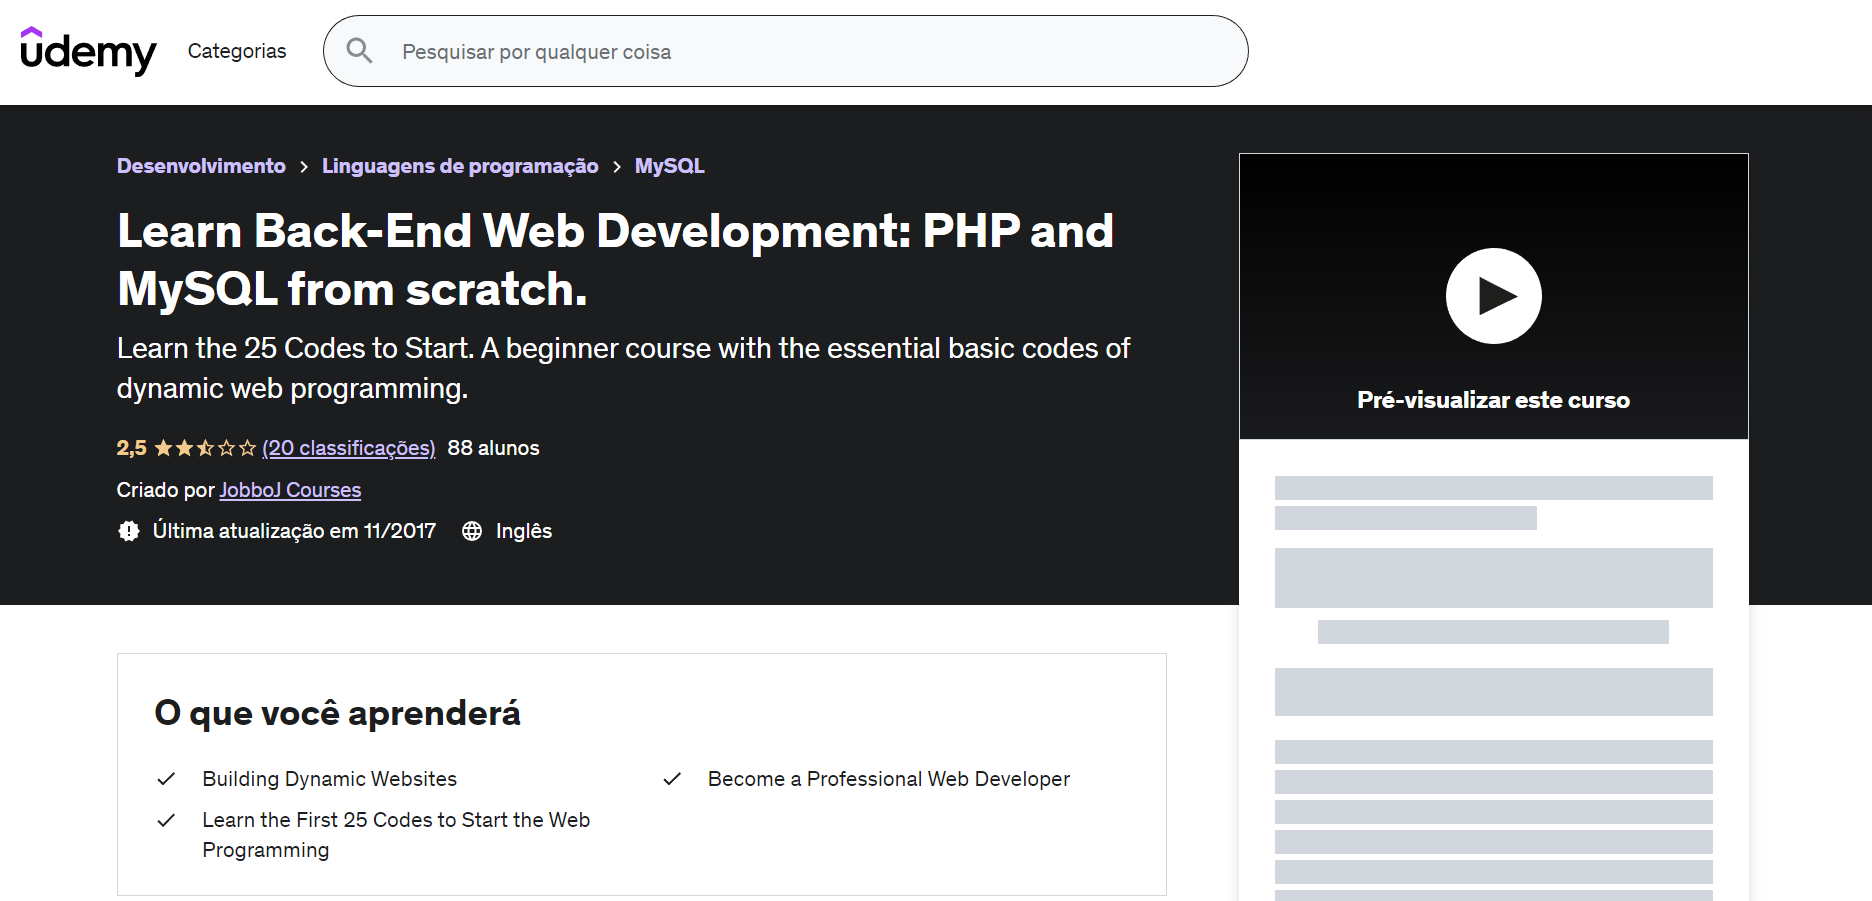 udemy
Categorias
Pesquisar por qualquer coisa
Desenvolvimento > Linguagens de programação > MySQL
Learn Back-End Web Development: PHP and
MySQL from scratch.
Learn the 25 Codes to Start. A beginner course with the essential basic codes of
dynamic web programming.
2,5 (20 classificações) 88 alunos
Criado por JobboJ Courses
Última atualização em 11/2017 Inglês
Pré-visualizar este curso
O que você aprenderá
Building Dynamic Websites
Become a Professional Web Developer
Learn the First 25 Codes to Start the Web
Programming